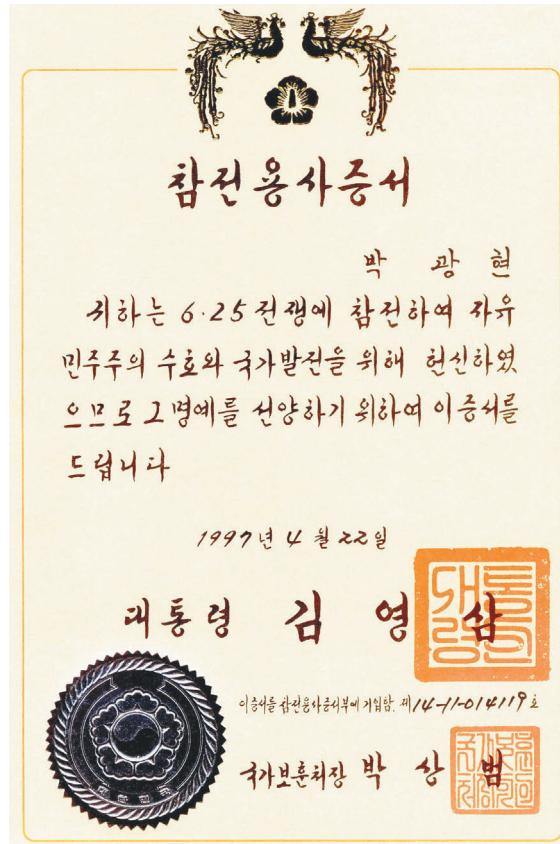 참전용사증서
박 광 현
귀하는 6·25전쟁에 참전하여 자유
민주주의 수호와 국가발전을 위해 헌신하였
으므로 그 명예를 선양하기 위하여 이 증서를
드립니다
1997년 4월 22일
대통령 김 영 삼
이 증서를 참전용사증서부에 기입함. 제14-11-014119호
국가보훈처장 박 상 범